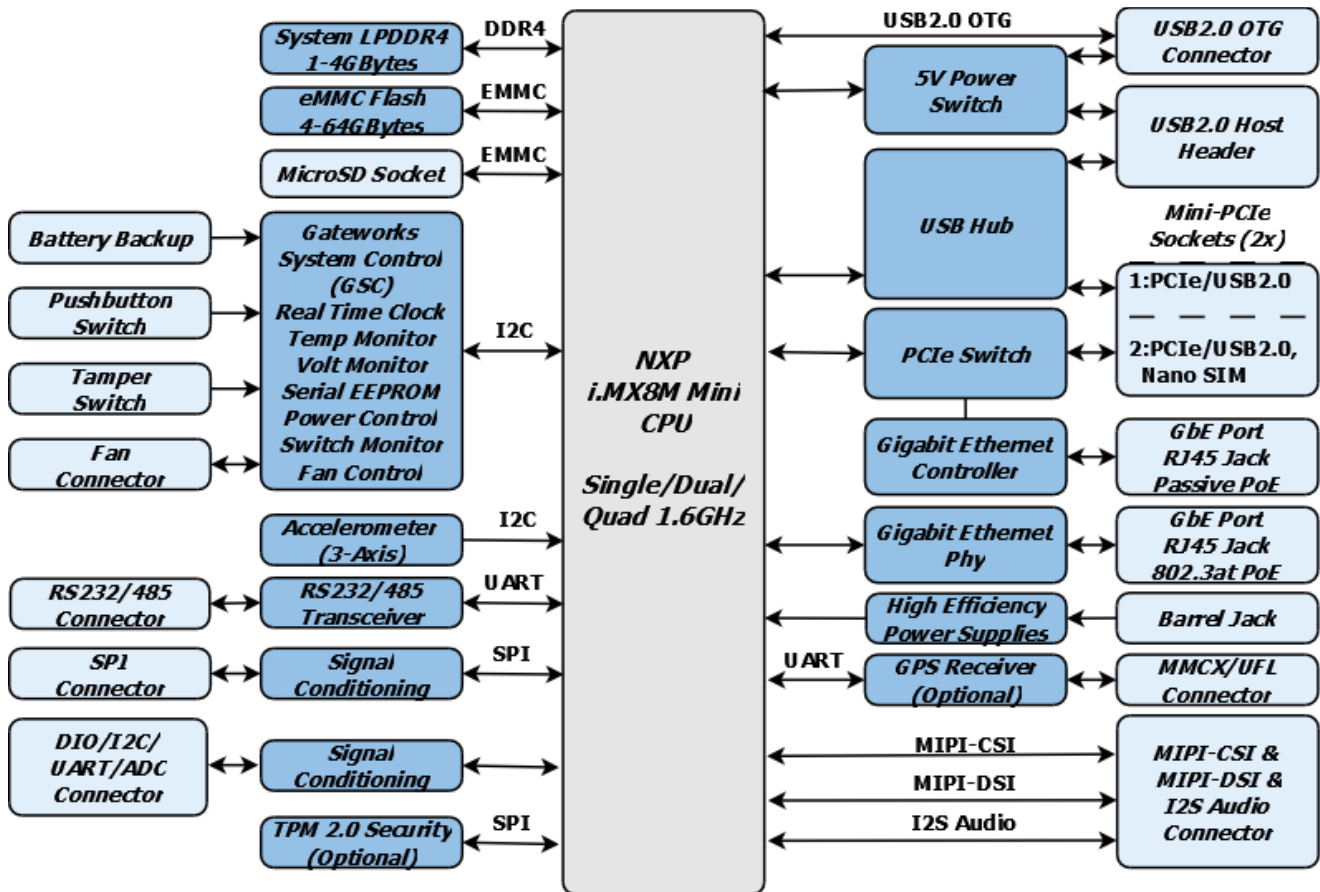 System LPDDR4
1-4GBytes
DDR4
eMMC Flash
4-64GBytes
EMMC
MicroSD Socket
EMMC
Battery Backup
Pushbutton
Switch
Tamper
Switch
Fan
Connector
Gateworks
System Control
(GSC)
Real Time Clock
Temp Monitor
Volt Monitor
Serial EEPROM
Power Control
Switch Monitor
Fan Control
I2C
Accelerometer
(3-Axis)
I2C
RS232/485
Connector
RS232/485
Transceiver
UART
SPI
Connector
Signal
Conditioning
SPI
DIO/I2C/
UART/ADC
Connector
Signal
Conditioning
TPM 2.0 Security
(Optional)
SPI
NXP
i.MX8M Mini
CPU
Single/Dual/
Quad 1.6GHz
USB2.0 OTG
USB2.0 OTG
Connector
5V Power
Switch
USB2.0 Host
Header
USB Hub
Mini-PCIe
Sockets (2x)
1:PCIe/USB2.0
2:PCIe/USB2.0,
Nano SIM
PCIe Switch
Gigabit Ethernet
Controller
GbE Port
RJ45 Jack
Passive PoE
Gigabit Ethernet
Phy
GbE Port
RJ45 Jack
802.3at PoE
High Efficiency
Power Supplies
Barrel Jack
UART
GPS Receiver
(Optional)
MMCX/UFL
Connector
MIPI-CSI
MIPI-DSI
I2S Audio
MIPI-CSI &
MIPI-DSI &
I2S Audio
Connector